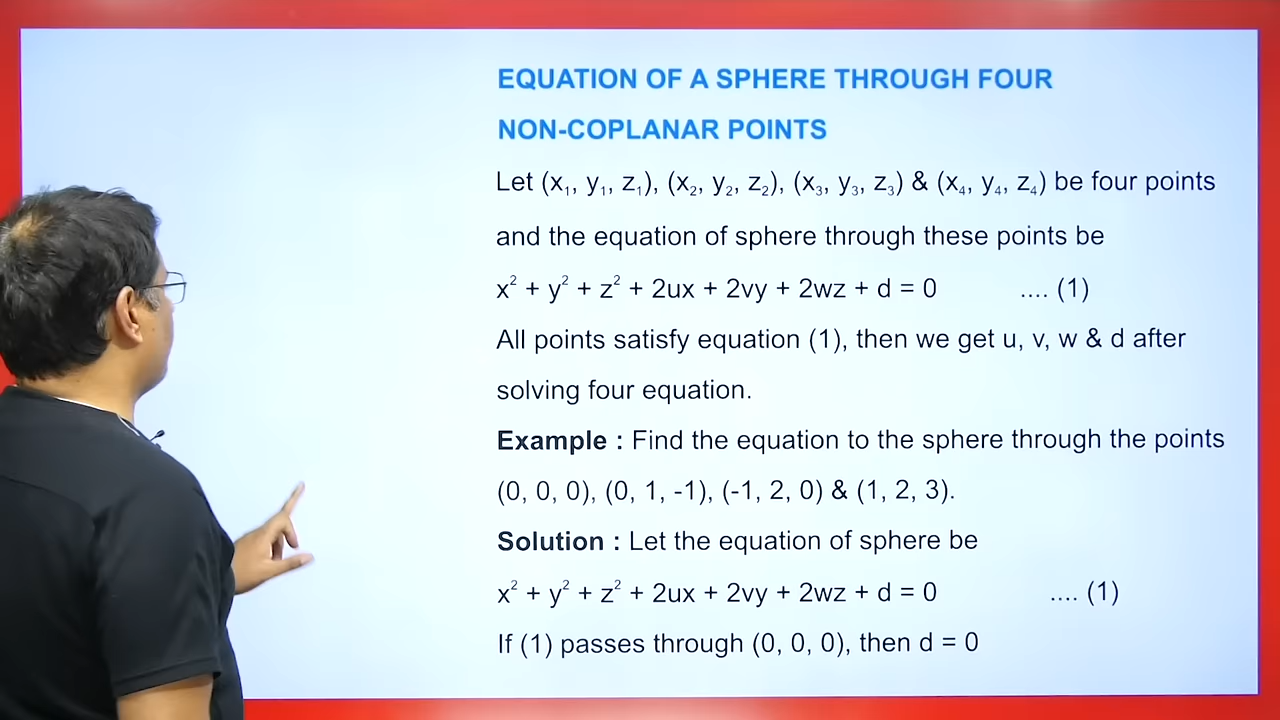 EQUATION OF A SPHERE THROUGH FOUR
NON-COPLANAR POINTS
Let (x₁, y₁, z₁), (x₂, y₂, z₂), (x₃, y₃, z₃) & (x₄, y₄, z₄) be four points
and the equation of sphere through these points be
x² + y² + z² + 2ux + 2vy + 2wz + d = 0 .... (1)
All points satisfy equation (1), then we get u, v, w & d after
solving four equation.
Example : Find the equation to the sphere through the points
(0, 0, 0), (0, 1, -1), (-1, 2, 0) & (1, 2, 3).
Solution : Let the equation of sphere be
x² + y² + z² + 2ux + 2vy + 2wz + d = 0 .... (1)
If (1) passes through (0, 0, 0), then d = 0